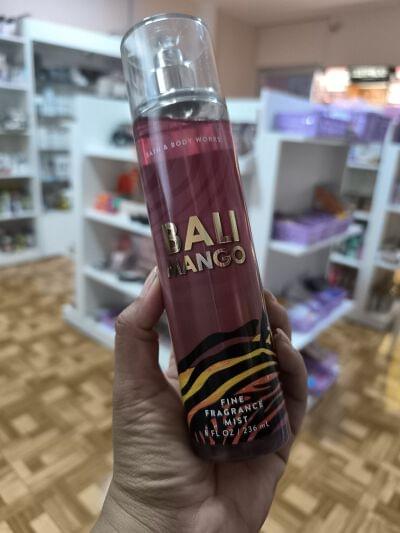 BATH & BODY WORKS
BALI
MANGO
FINE
FRAGRANCE
MIST
8 FL OZ / 236 mL